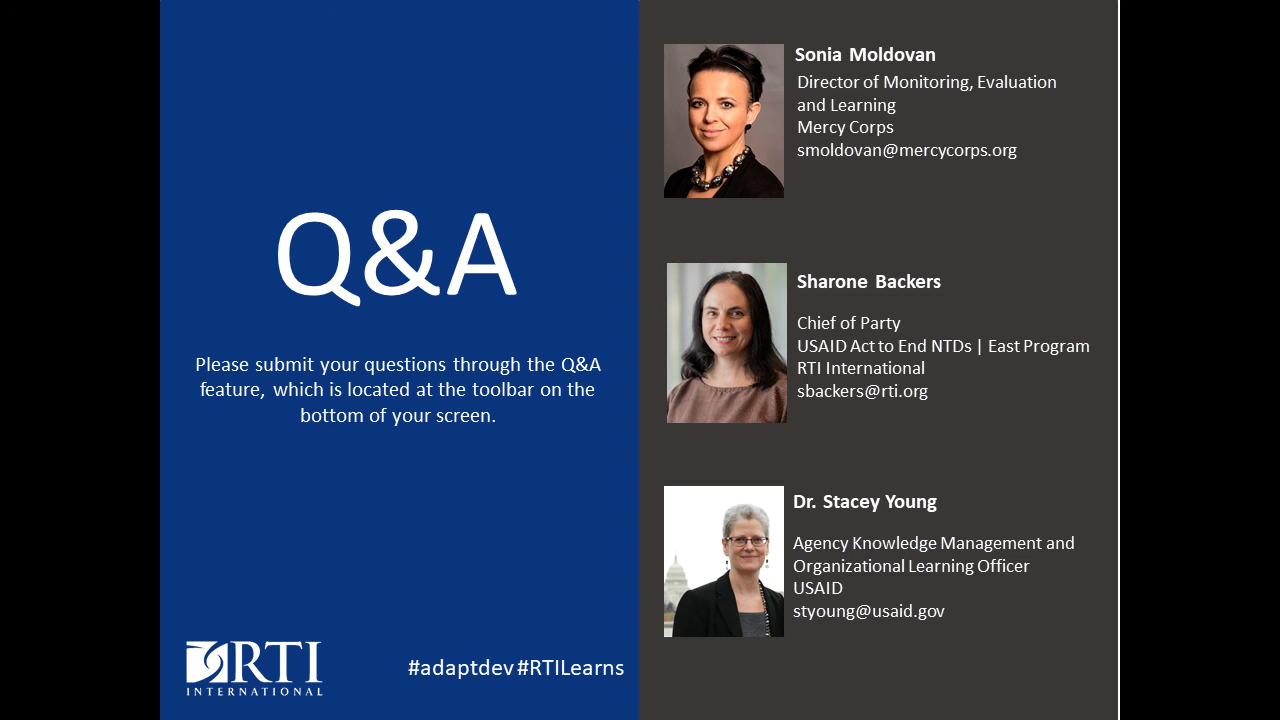 Q&A
Please submit your questions through the Q&A
feature, which is located at the toolbar on the
bottom of your screen.
RTI
INTERNATIONAL
#adaptdev #RTILearns
Sonia Moldovan
Director of Monitoring, Evaluation
and Learning
Mercy Corps
smoldovan@mercycorps.org
Sharone Backers
Chief of Party
USAID Act to End NTDs | East Program
RTI International
sbackers@rti.org
Dr. Stacey Young
Agency Knowledge Management and
Organizational Learning Officer
USAID
styoung@usaid.gov